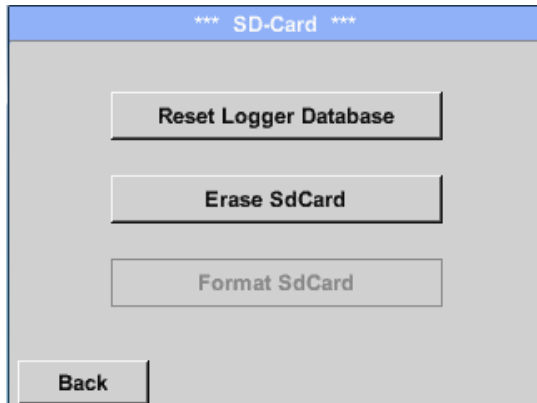 *** SD-Card ***
Reset Logger Database
Erase SdCard
Format SdCard
Back